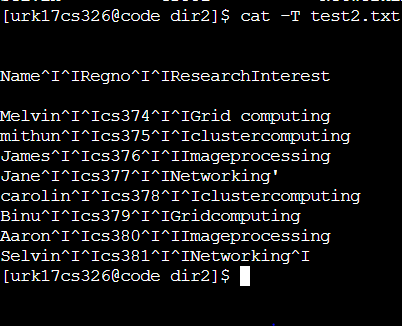 [urk17cs326@code dir2]$ cat -T test2.txt
Name^I^IRegno^I^IResearchInterest
Melvin^I^Ics374^I^IGrid computing
mithun^I^Ics375^I^Iclustercomputing
James^I^Ics376^I^IImageprocessing
Jane^I^Ics377^I^INetworking'
carolin^I^Ics378^I^Iclustercomputing
Binu^I^Ics379^I^IGridcomputing
Aaron^I^Ics380^I^IImageprocessing
Selvin^I^Ics381^I^INetworking^I
[urk17cs326@code dir2]$